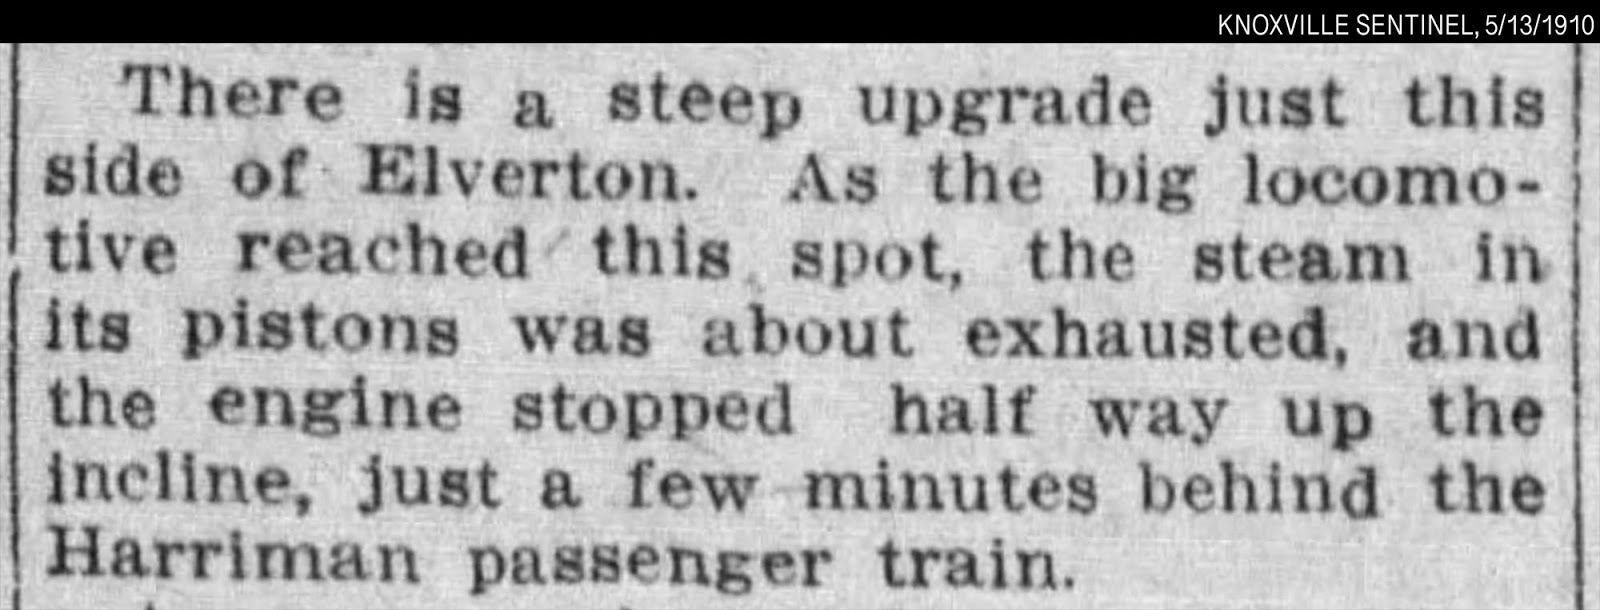 KNOXVILLE SENTINEL, 5/13/1910
There is a steep upgrade just this
side of Elverton. As the big locomo-
tive reached this spot, the steam in
its pistons was about exhausted, and
the engine stopped half way up the
incline, just a few minutes behind the
Harriman passenger train.